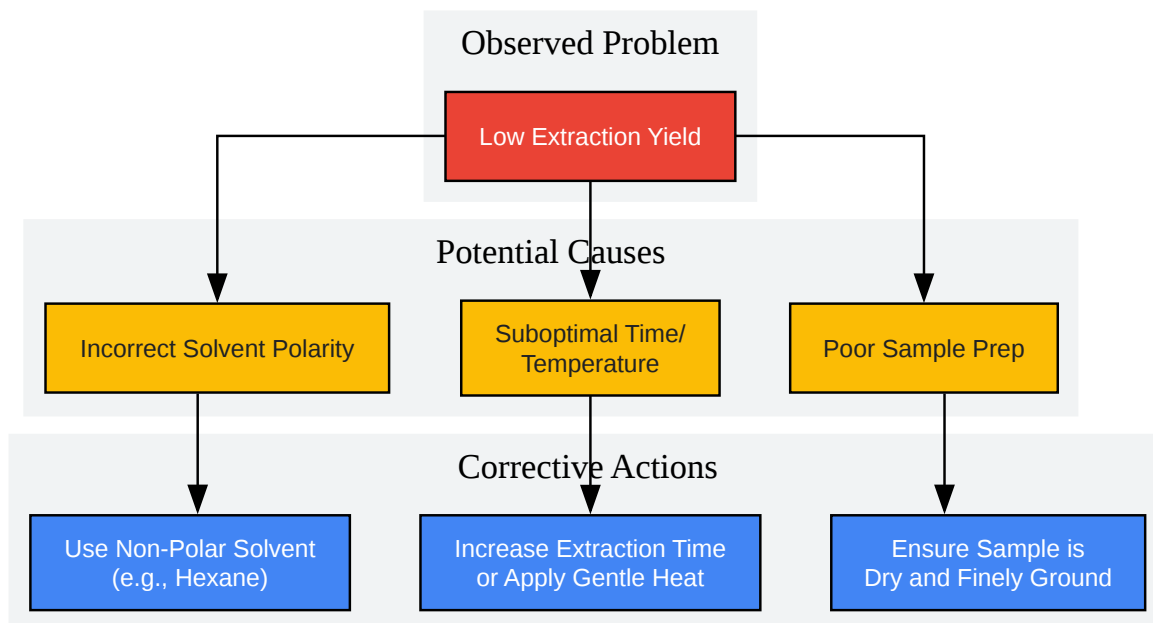 Observed Problem
Low Extraction Yield
Potential Causes
Incorrect Solvent Polarity
Suboptimal Time/
Temperature
Poor Sample Prep
Corrective Actions
Use Non-Polar Solvent
(e.g., Hexane)
Increase Extraction Time
or Apply Gentle Heat
Ensure Sample is
Dry and Finely Ground